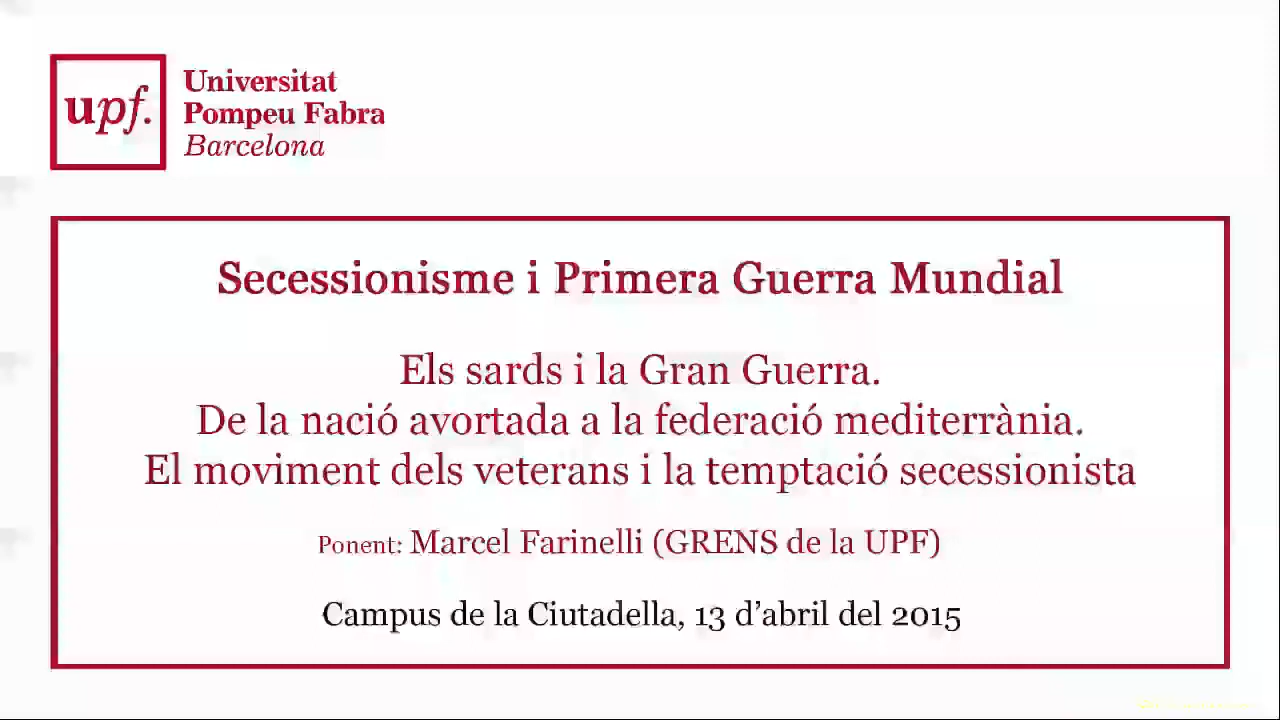 upf.
Universitat
Pompeu Fabra
Barcelona
Secessionisme i Primera Guerra Mundial
Els sards i la Gran Guerra.
De la nació avortada a la federació mediterrània.
El moviment dels veterans i la temptació secessionista
Ponent: Marcel Farinelli (GRENS de la UPF)
Campus de la Ciutadella, 13 d’abril del 2015